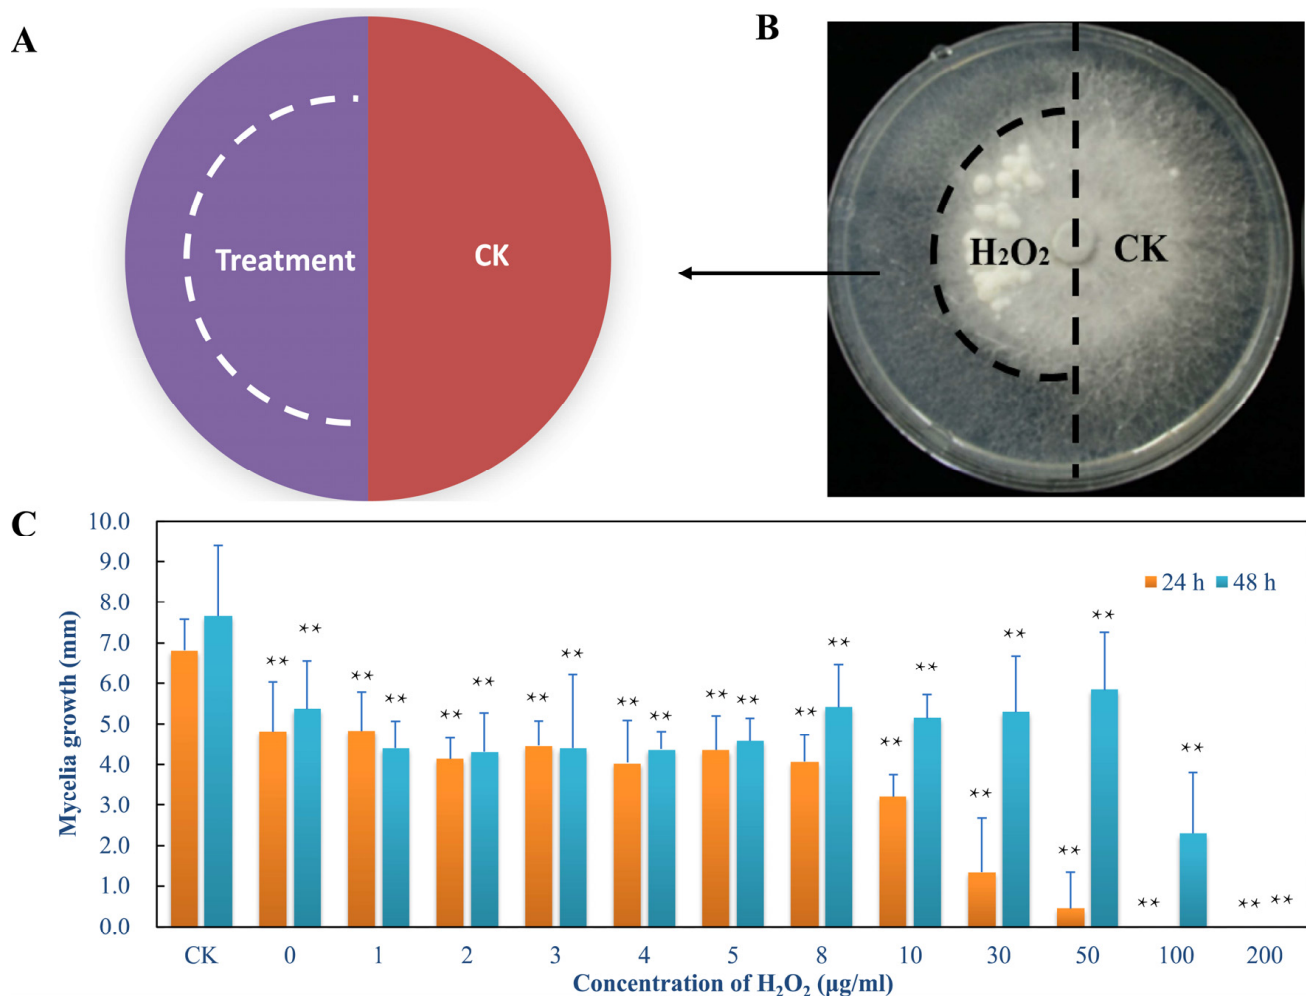 A
B
Treatment
CK
H₂O₂
CK
C
10.0
9.0
8.0
7.0
6.0
5.0
4.0
3.0
2.0
1.0
0.0
Mycelia growth (mm)
24 h
48 h
** ** ** ** ** ** ** ** ** ** ** ** ** ** ** ** ** ** ** ** ** ** ** **
CK 0 1 2 3 4 5 8 10 30 50 100 200
Concentration of H₂O₂ (μg/ml)